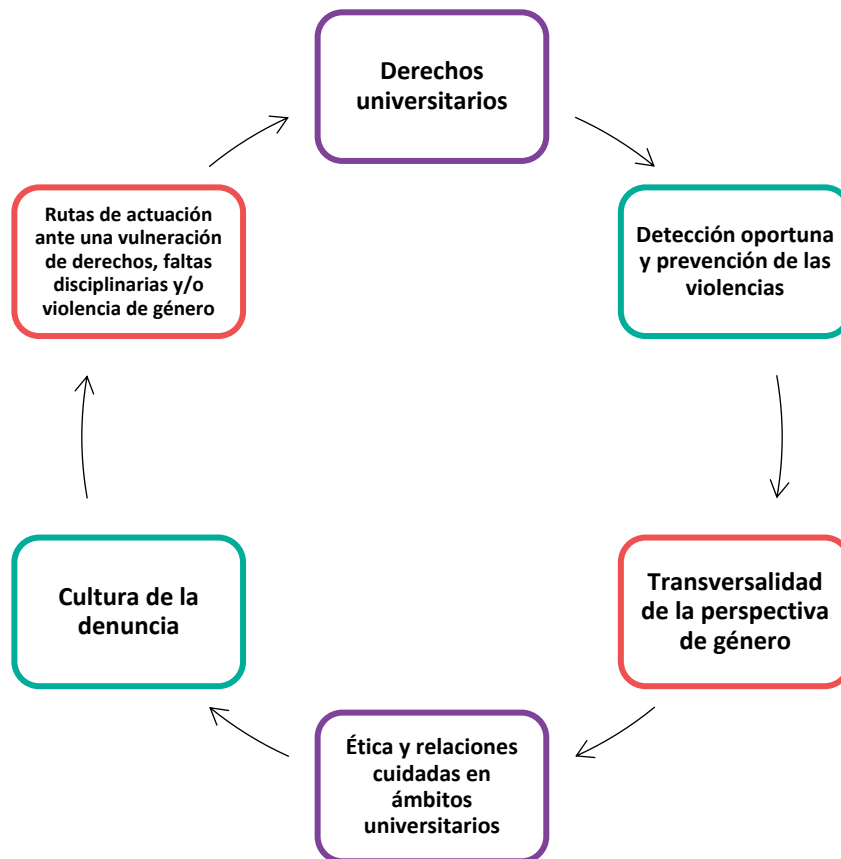 Derechos
universitarios
Detección oportuna
y prevención de las
violencias
Transversalidad
de la perspectiva
de género
Ética y relaciones
cuidadas en
ámbitos
universitarios
Cultura de la
denuncia
Rutas de actuación
ante una vulneración
de derechos, faltas
disciplinarias y/o
violencia de género